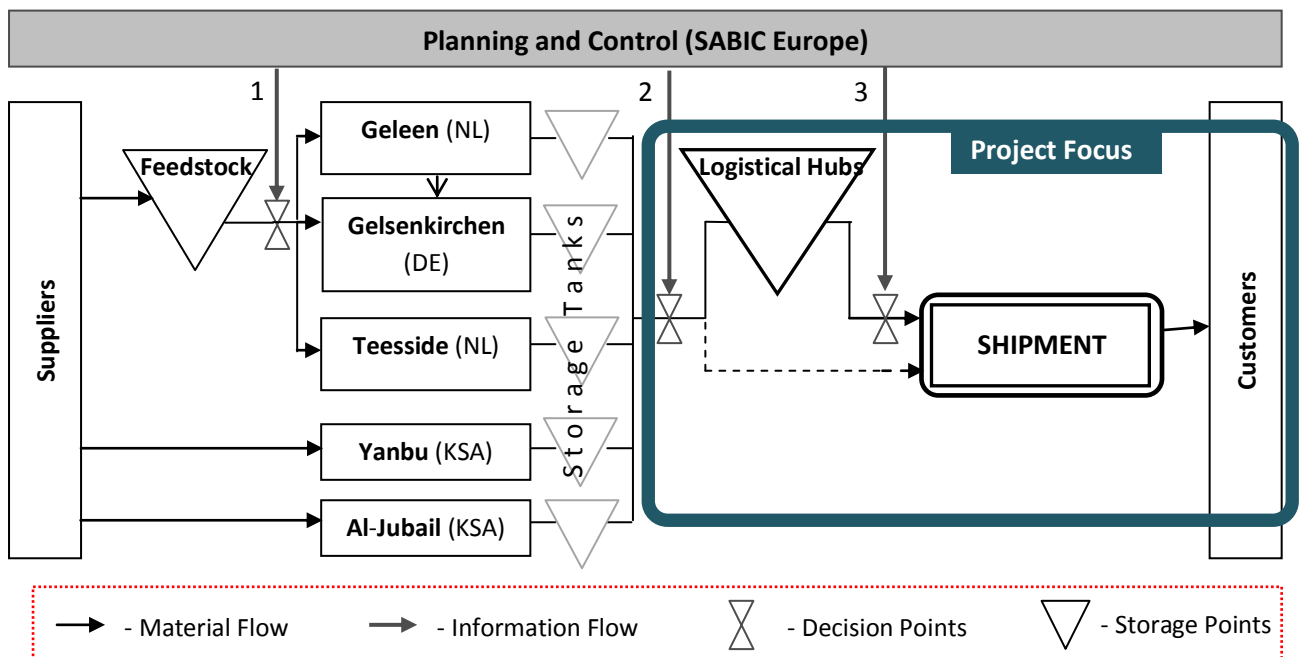 Planning and Control (SABIC Europe)
1
2
3
Suppliers
Feedstock
Geleen (NL)
Gelsenkirchen
(DE)
Teesside (NL)
Yanbu (KSA)
Al-Jubail (KSA)
Storage Tanks
Project Focus
Logistical Hubs
SHIPMENT
Customers
- Material Flow
- Information Flow
- Decision Points
- Storage Points